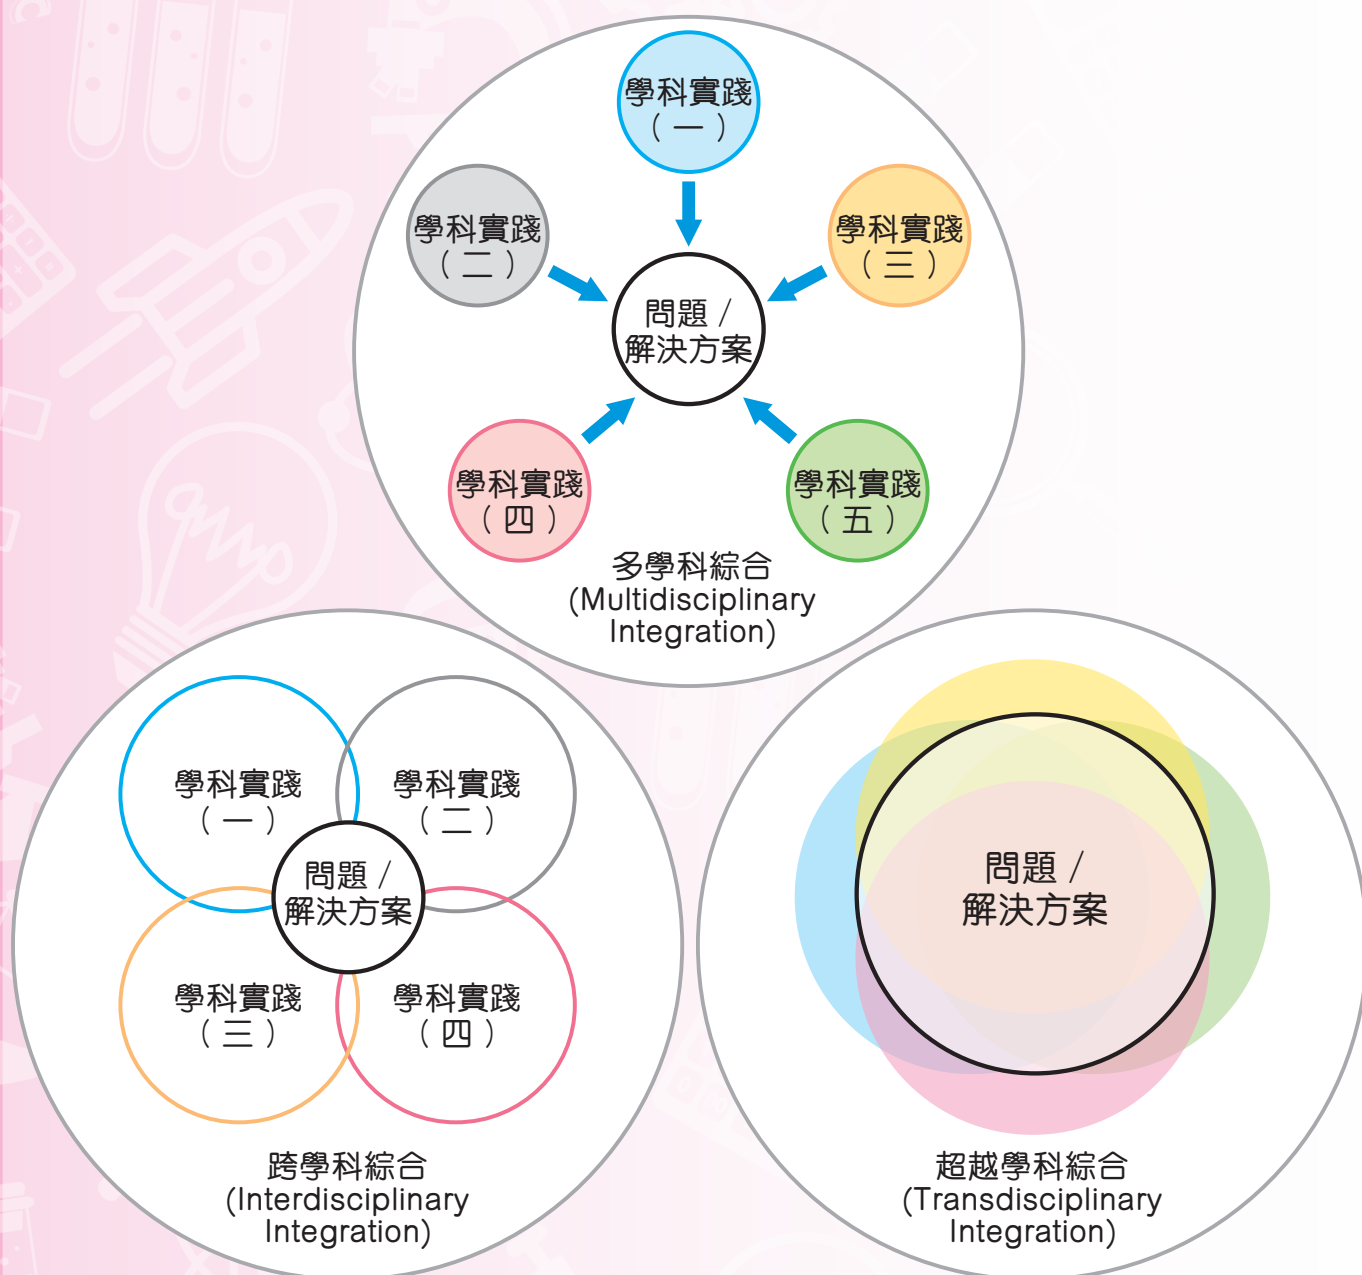 學科實踐
（一）
學科實踐
（二）
學科實踐
（三）
問題 /
解決方案
學科實踐
（四）
學科實踐
（五）
多學科綜合
(Multidisciplinary
Integration)
學科實踐
（一）
學科實踐
（二）
問題 /
解決方案
學科實踐
（三）
學科實踐
（四）
跨學科綜合
(Interdisciplinary
Integration)
問題 /
解決方案
超越學科綜合
(Transdisciplinary
Integration)